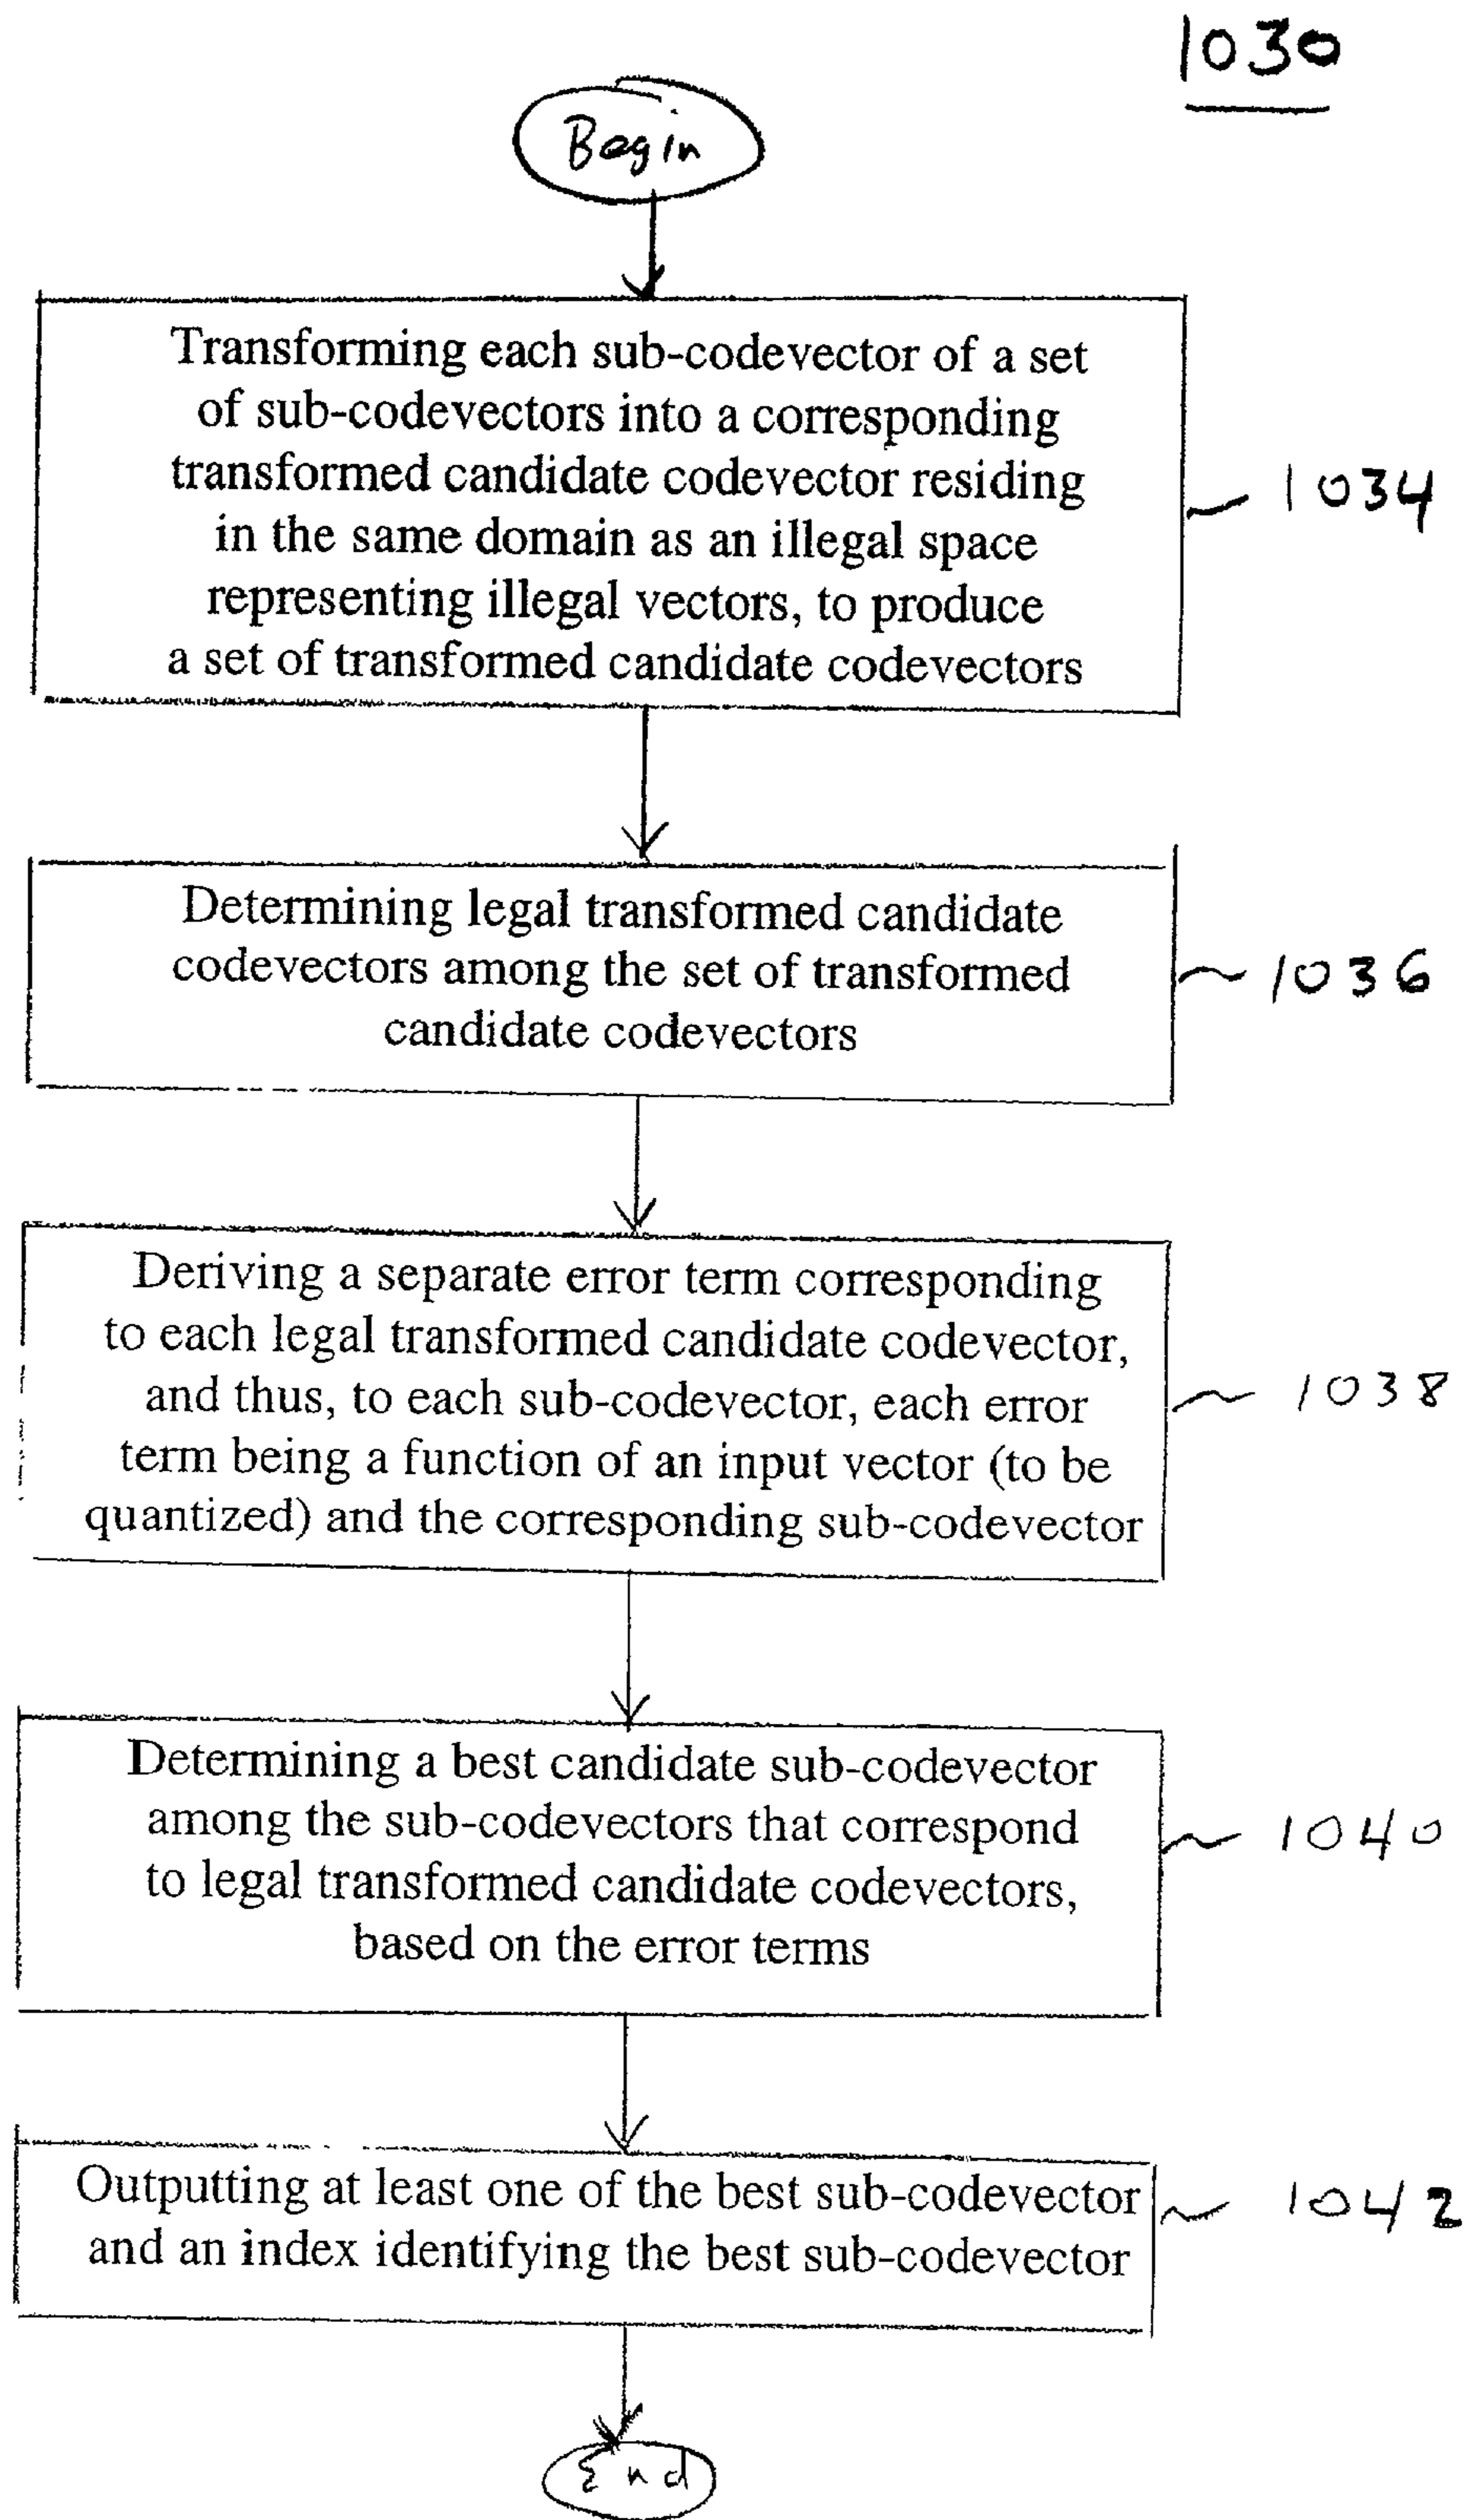 1030
Begin
Transforming each sub-codevector of a set
of sub-codevectors into a corresponding
transformed candidate codevector residing
in the same domain as an illegal space
representing illegal vectors, to produce
a set of transformed candidate codevectors
1034
Determining legal transformed candidate
codevectors among the set of transformed
candidate codevectors
1036
Deriving a separate error term corresponding
to each legal transformed candidate codevector,
and thus, to each sub-codevector, each error
term being a function of an input vector (to be
quantized) and the corresponding sub-codevector
1038
Determining a best candidate sub-codevector
among the sub-codevectors that correspond
to legal transformed candidate codevectors,
based on the error terms
1040
Outputting at least one of the best sub-codevector
and an index identifying the best sub-codevector
1042
End